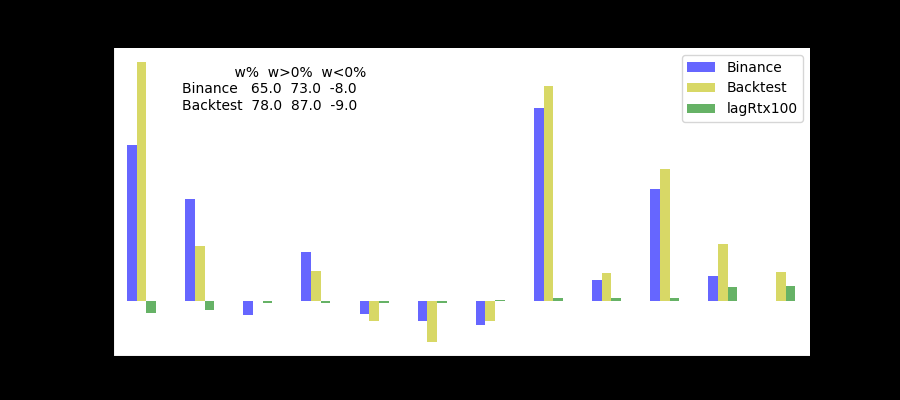 w% w>0% w<0%
Binance 65.0 73.0 -8.0
Backtest 78.0 87.0 -9.0
Binance
Backtest
lagRtx100